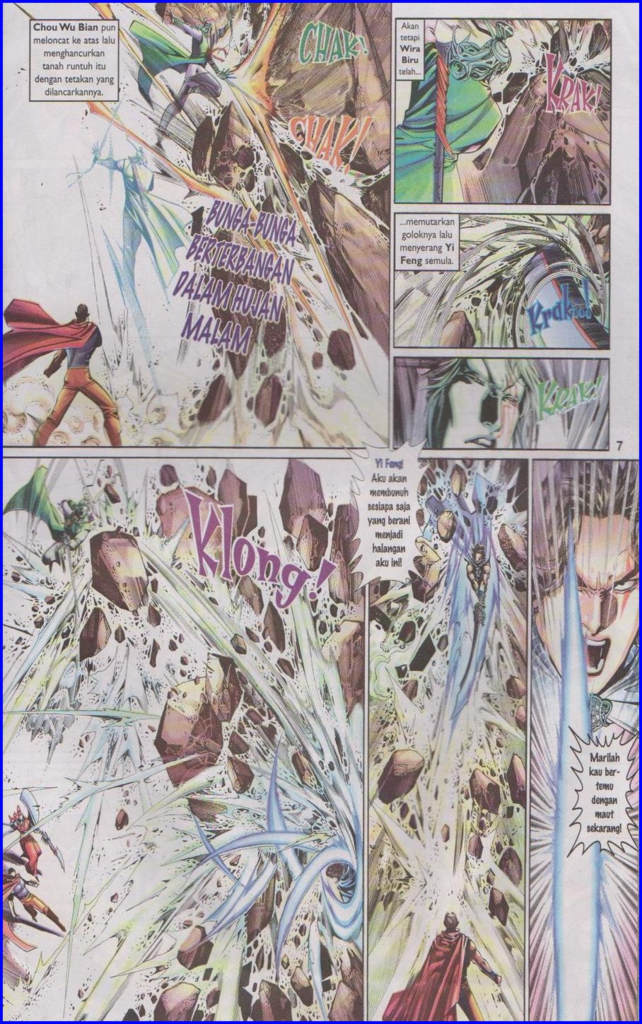 Chou Wu Bian pun
meloncat ke atas lalu
menghancurkan
tanah runtuh itu
dengan tetakan yang
dilancarkannya.
CHAK!
CHAK!
BUNGA-BUNGA
BERTERBANGAN
DALAM HUJAN
MALAM
Akan
tetapi
Wira
Biru
telah...
KRAK!
...memutarkan
goloknya lalu
menyerang Yi
Feng semula.
Krak!
7
Klong!
Yi Feng!
Aku akan
membunuh
sesiapa saja
yang berani
menjadi
halangan
aku ini!
Marilah
kau ber-
temu
dengan
maut
sekarang!